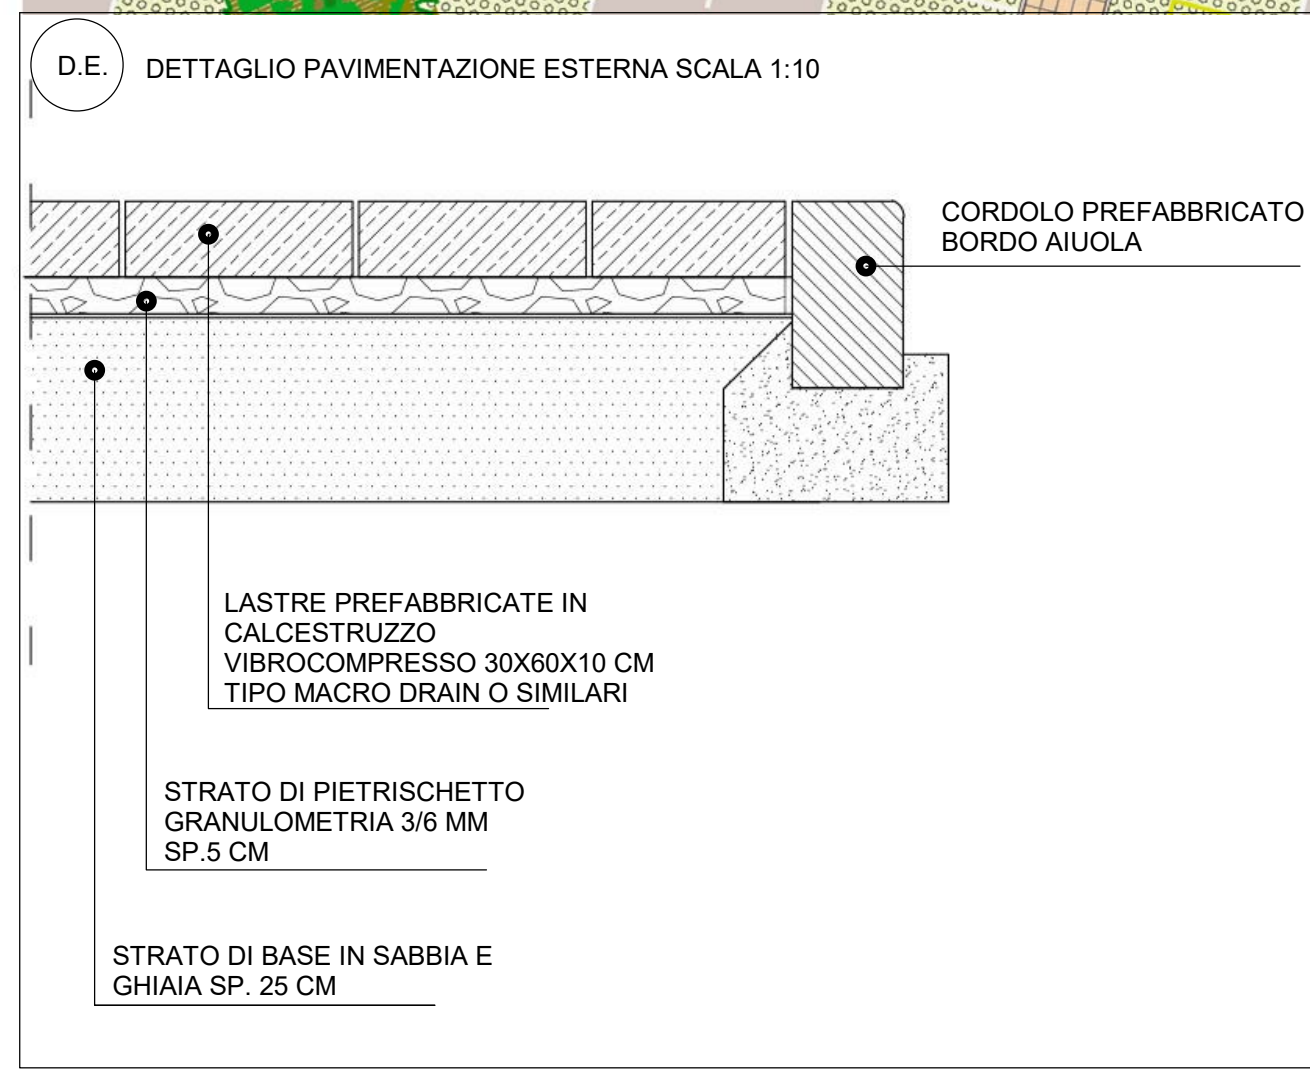 D.E.
DETTAGLIO PAVIMENTAZIONE ESTERNA SCALA 1:10
CORDOLO PREFABBRICATO
BORDO AIUOLA
LASTRE PREFABBRICATE IN
CALCESTRUZZO
VIBROCOMPRESSO 30X60X10 CM
TIPO MACRO DRAIN O SIMILARI
STRATO DI PIETRISCHETTO
GRANULOMETRIA 3/6 MM
SP.5 CM
STRATO DI BASE IN SABBIA E
GHIAIA SP. 25 CM